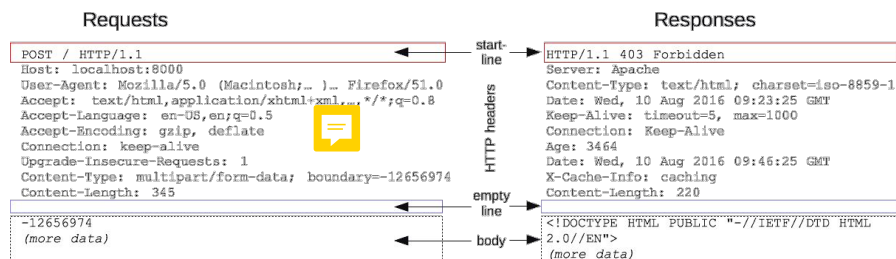 Requests
POST / HTTP/1.1
Host: localhost:8000
User-Agent: Mozilla/5.0 (Macintosh;… )… Firefox/51.0
Accept: text/html,application/xhtml+xml,…,*/*;q=0.8
Accept-Language: en-US,en;q=0.5
Accept-Encoding: gzip, deflate
Connection: keep-alive
Upgrade-Insecure-Requests: 1
Content-Type: multipart/form-data; boundary=-12656974
Content-Length: 345
-12656974
(more data)
start-
line
HTTP headers
empty
line
body
Responses
HTTP/1.1 403 Forbidden
Server: Apache
Content-Type: text/html; charset=iso-8859-1
Date: Wed, 10 Aug 2016 09:23:25 GMT
Keep-Alive: timeout=5, max=1000
Connection: Keep-Alive
Age: 3464
Date: Wed, 10 Aug 2016 09:46:25 GMT
X-Cache-Info: caching
Content-Length: 220
<!DOCTYPE HTML PUBLIC "-//IETF//DTD HTML
2.0//EN">
(more data)